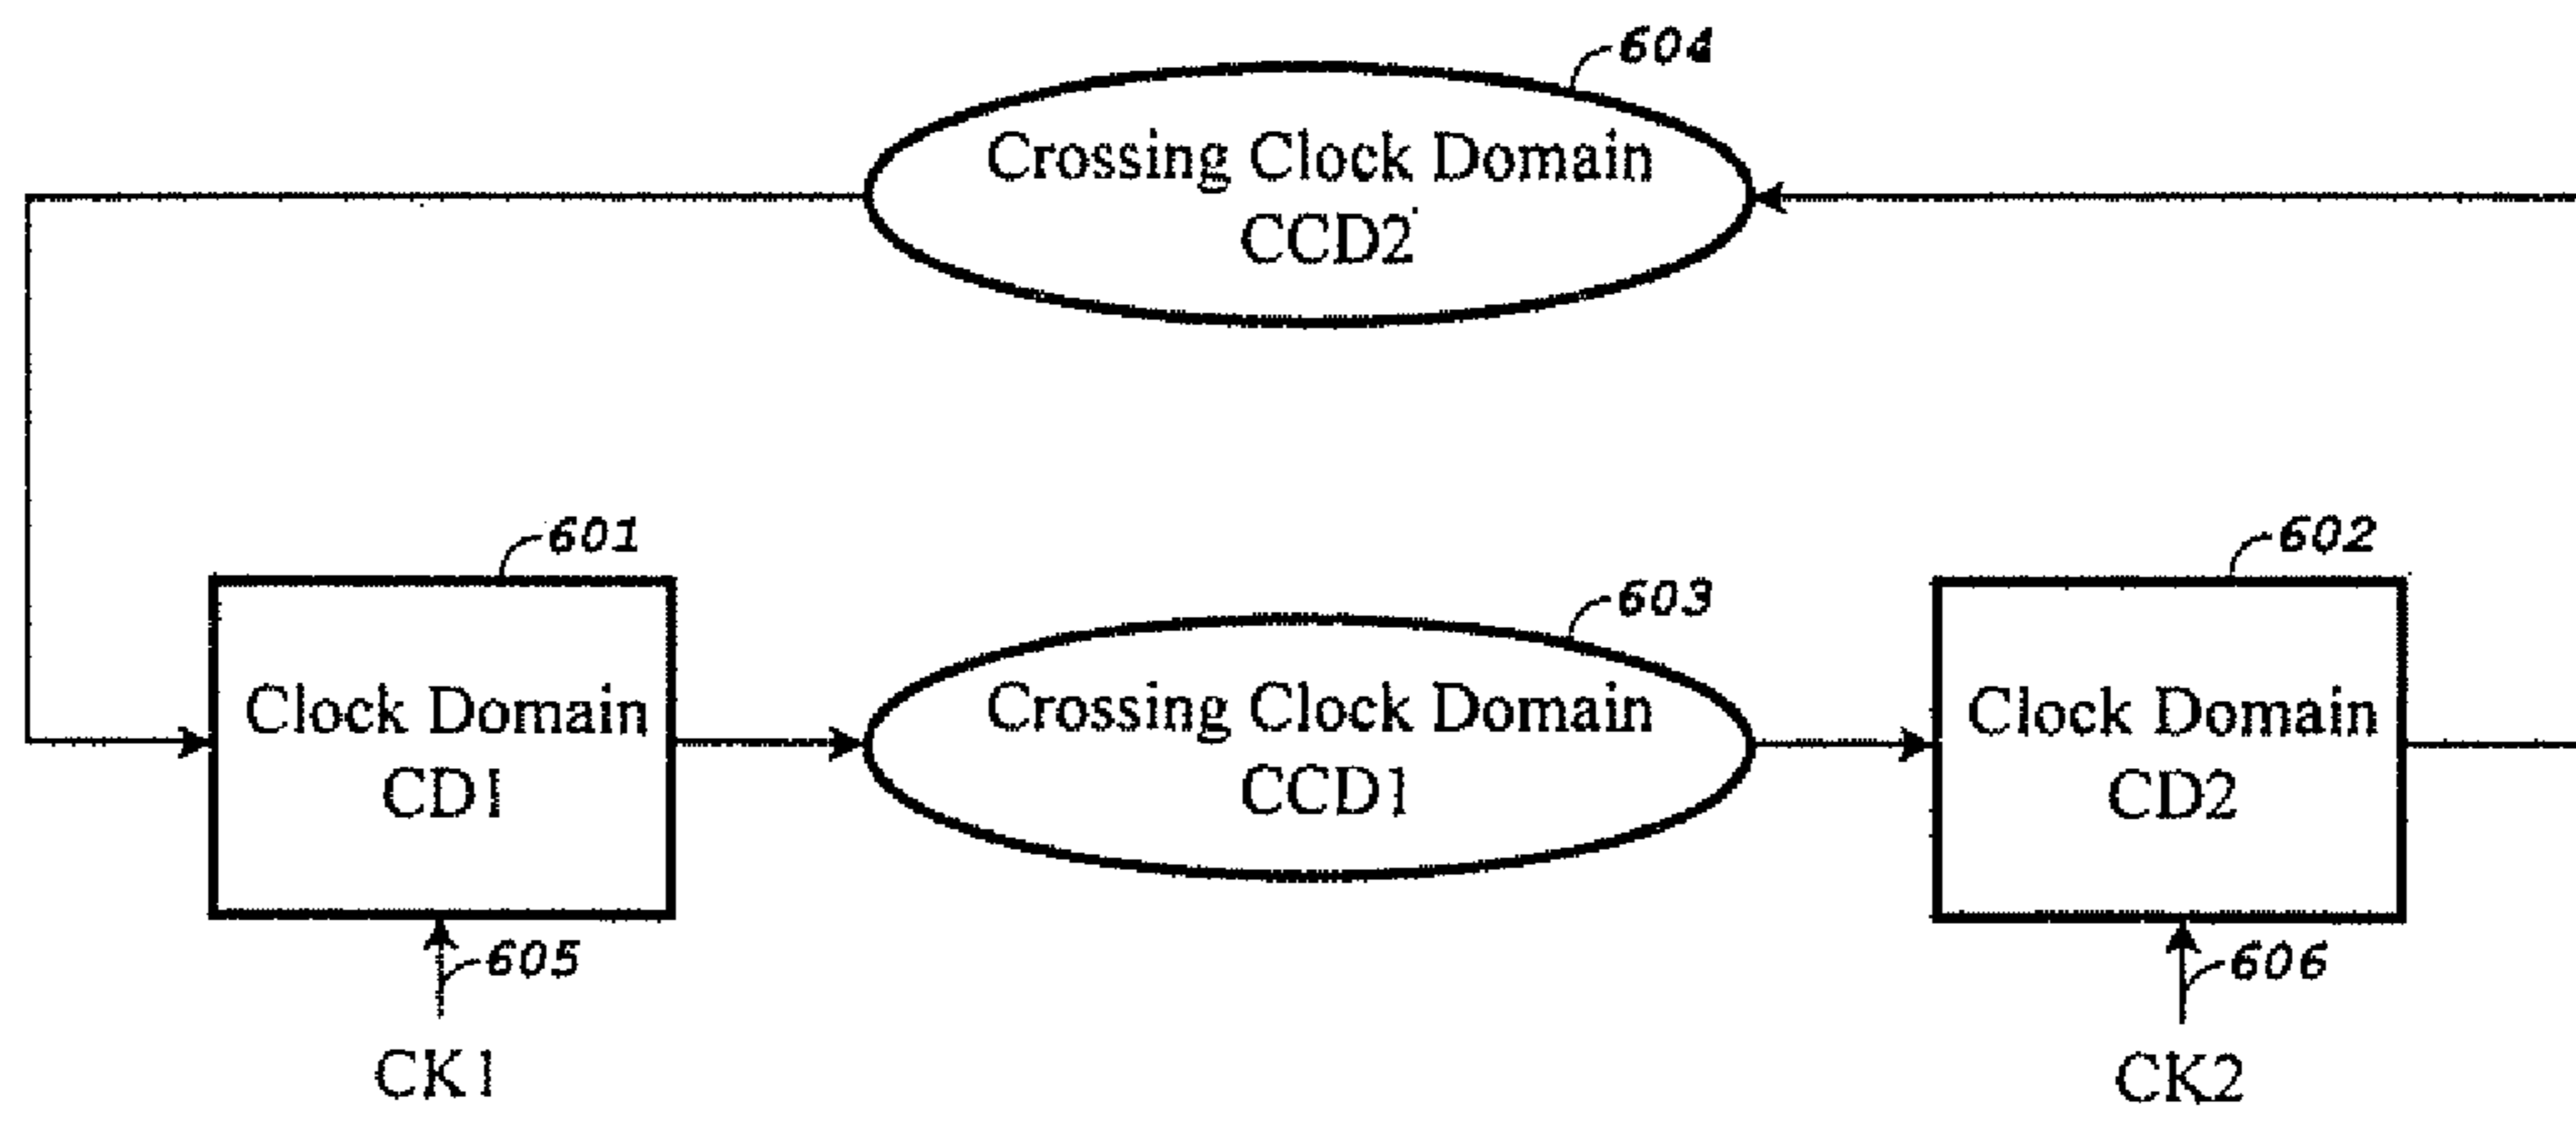 604
Crossing Clock Domain
CCD2
601
602
603
Clock Domain
CD1
Crossing Clock Domain
CCD1
Clock Domain
CD2
605
606
CK1
CK2